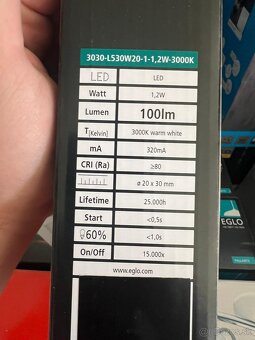 3030-L530W20-1-1,2W-3000K
LED LED
Watt 1,2W
Lumen 100lm
T[Kelvin] 3000K warm white
mA 320mA
CRI (Ra) ≥80
ø 20 x 30 mm
Lifetime 25.000h
Start <0,5s
60% <1,0s
On/Off 15.000x
www.eglo.com
EGLO